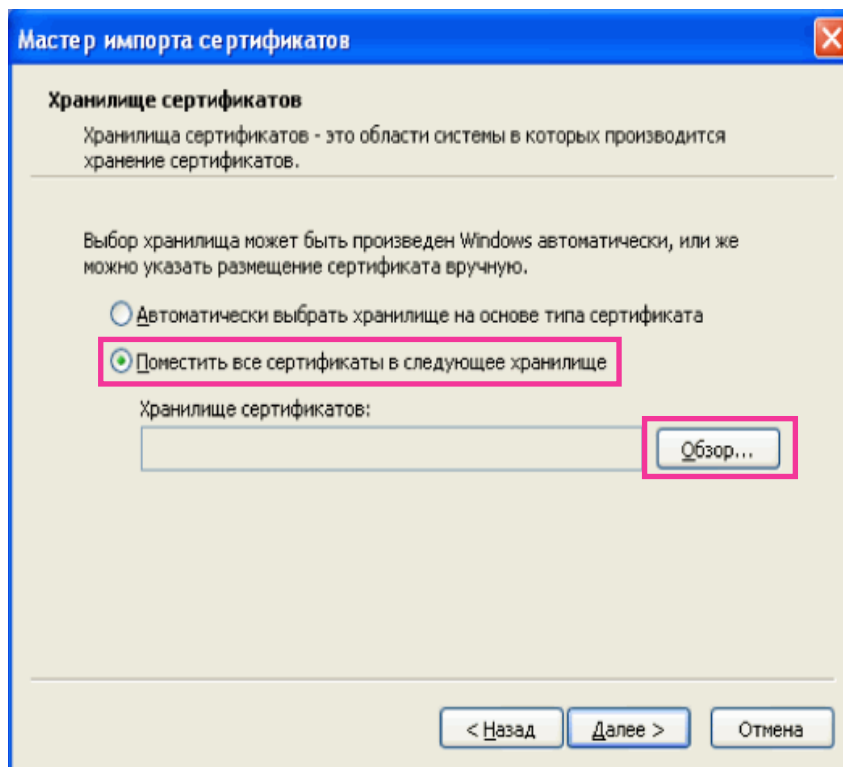 Мастер импорта сертификатов
Хранилище сертификатов
Хранилища сертификатов - это области системы в которых производится
хранение сертификатов.
Выбор хранилища может быть произведен Windows автоматически, или же
можно указать размещение сертификата вручную.
Автоматически выбрать хранилище на основе типа сертификата
Поместить все сертификаты в следующее хранилище
Хранилище сертификатов:
Обзор...
< Назад Далее > Отмена